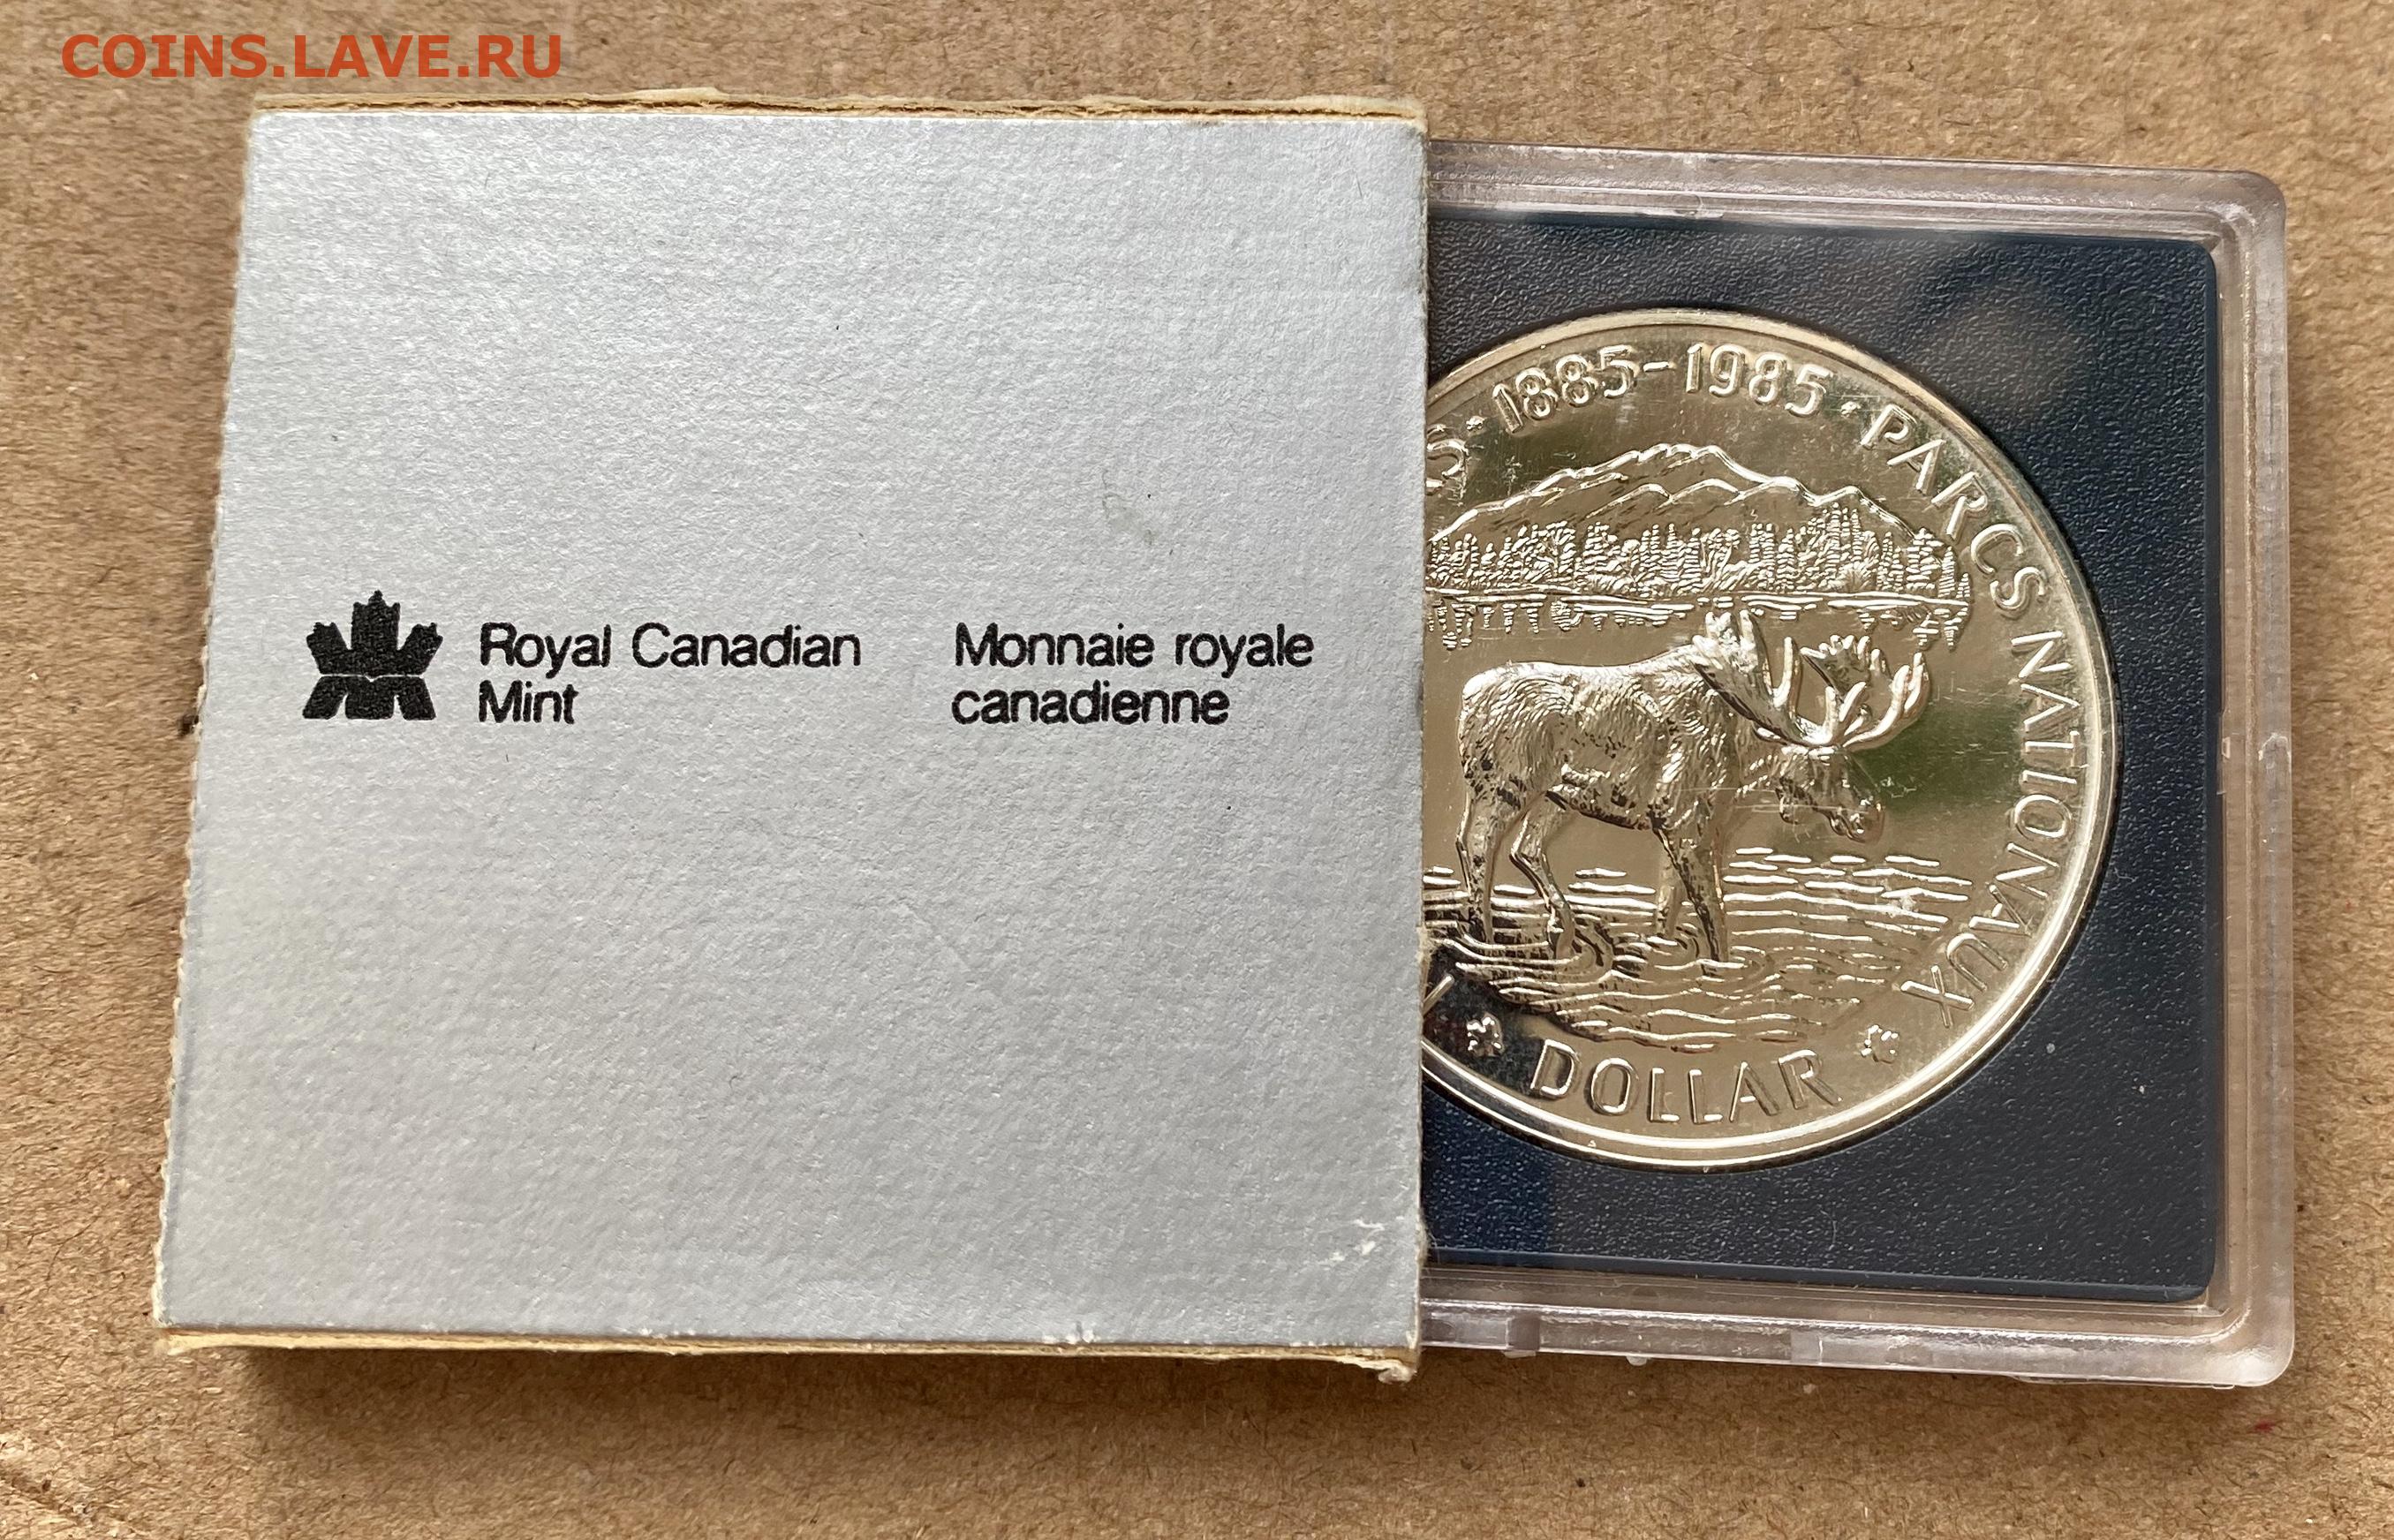 COINS.LAVE.RU
Royal Canadian
Mint
Monnaie royale
canadienne
S · 1885-1985 · PARCS NATIONAUX
DOLLAR